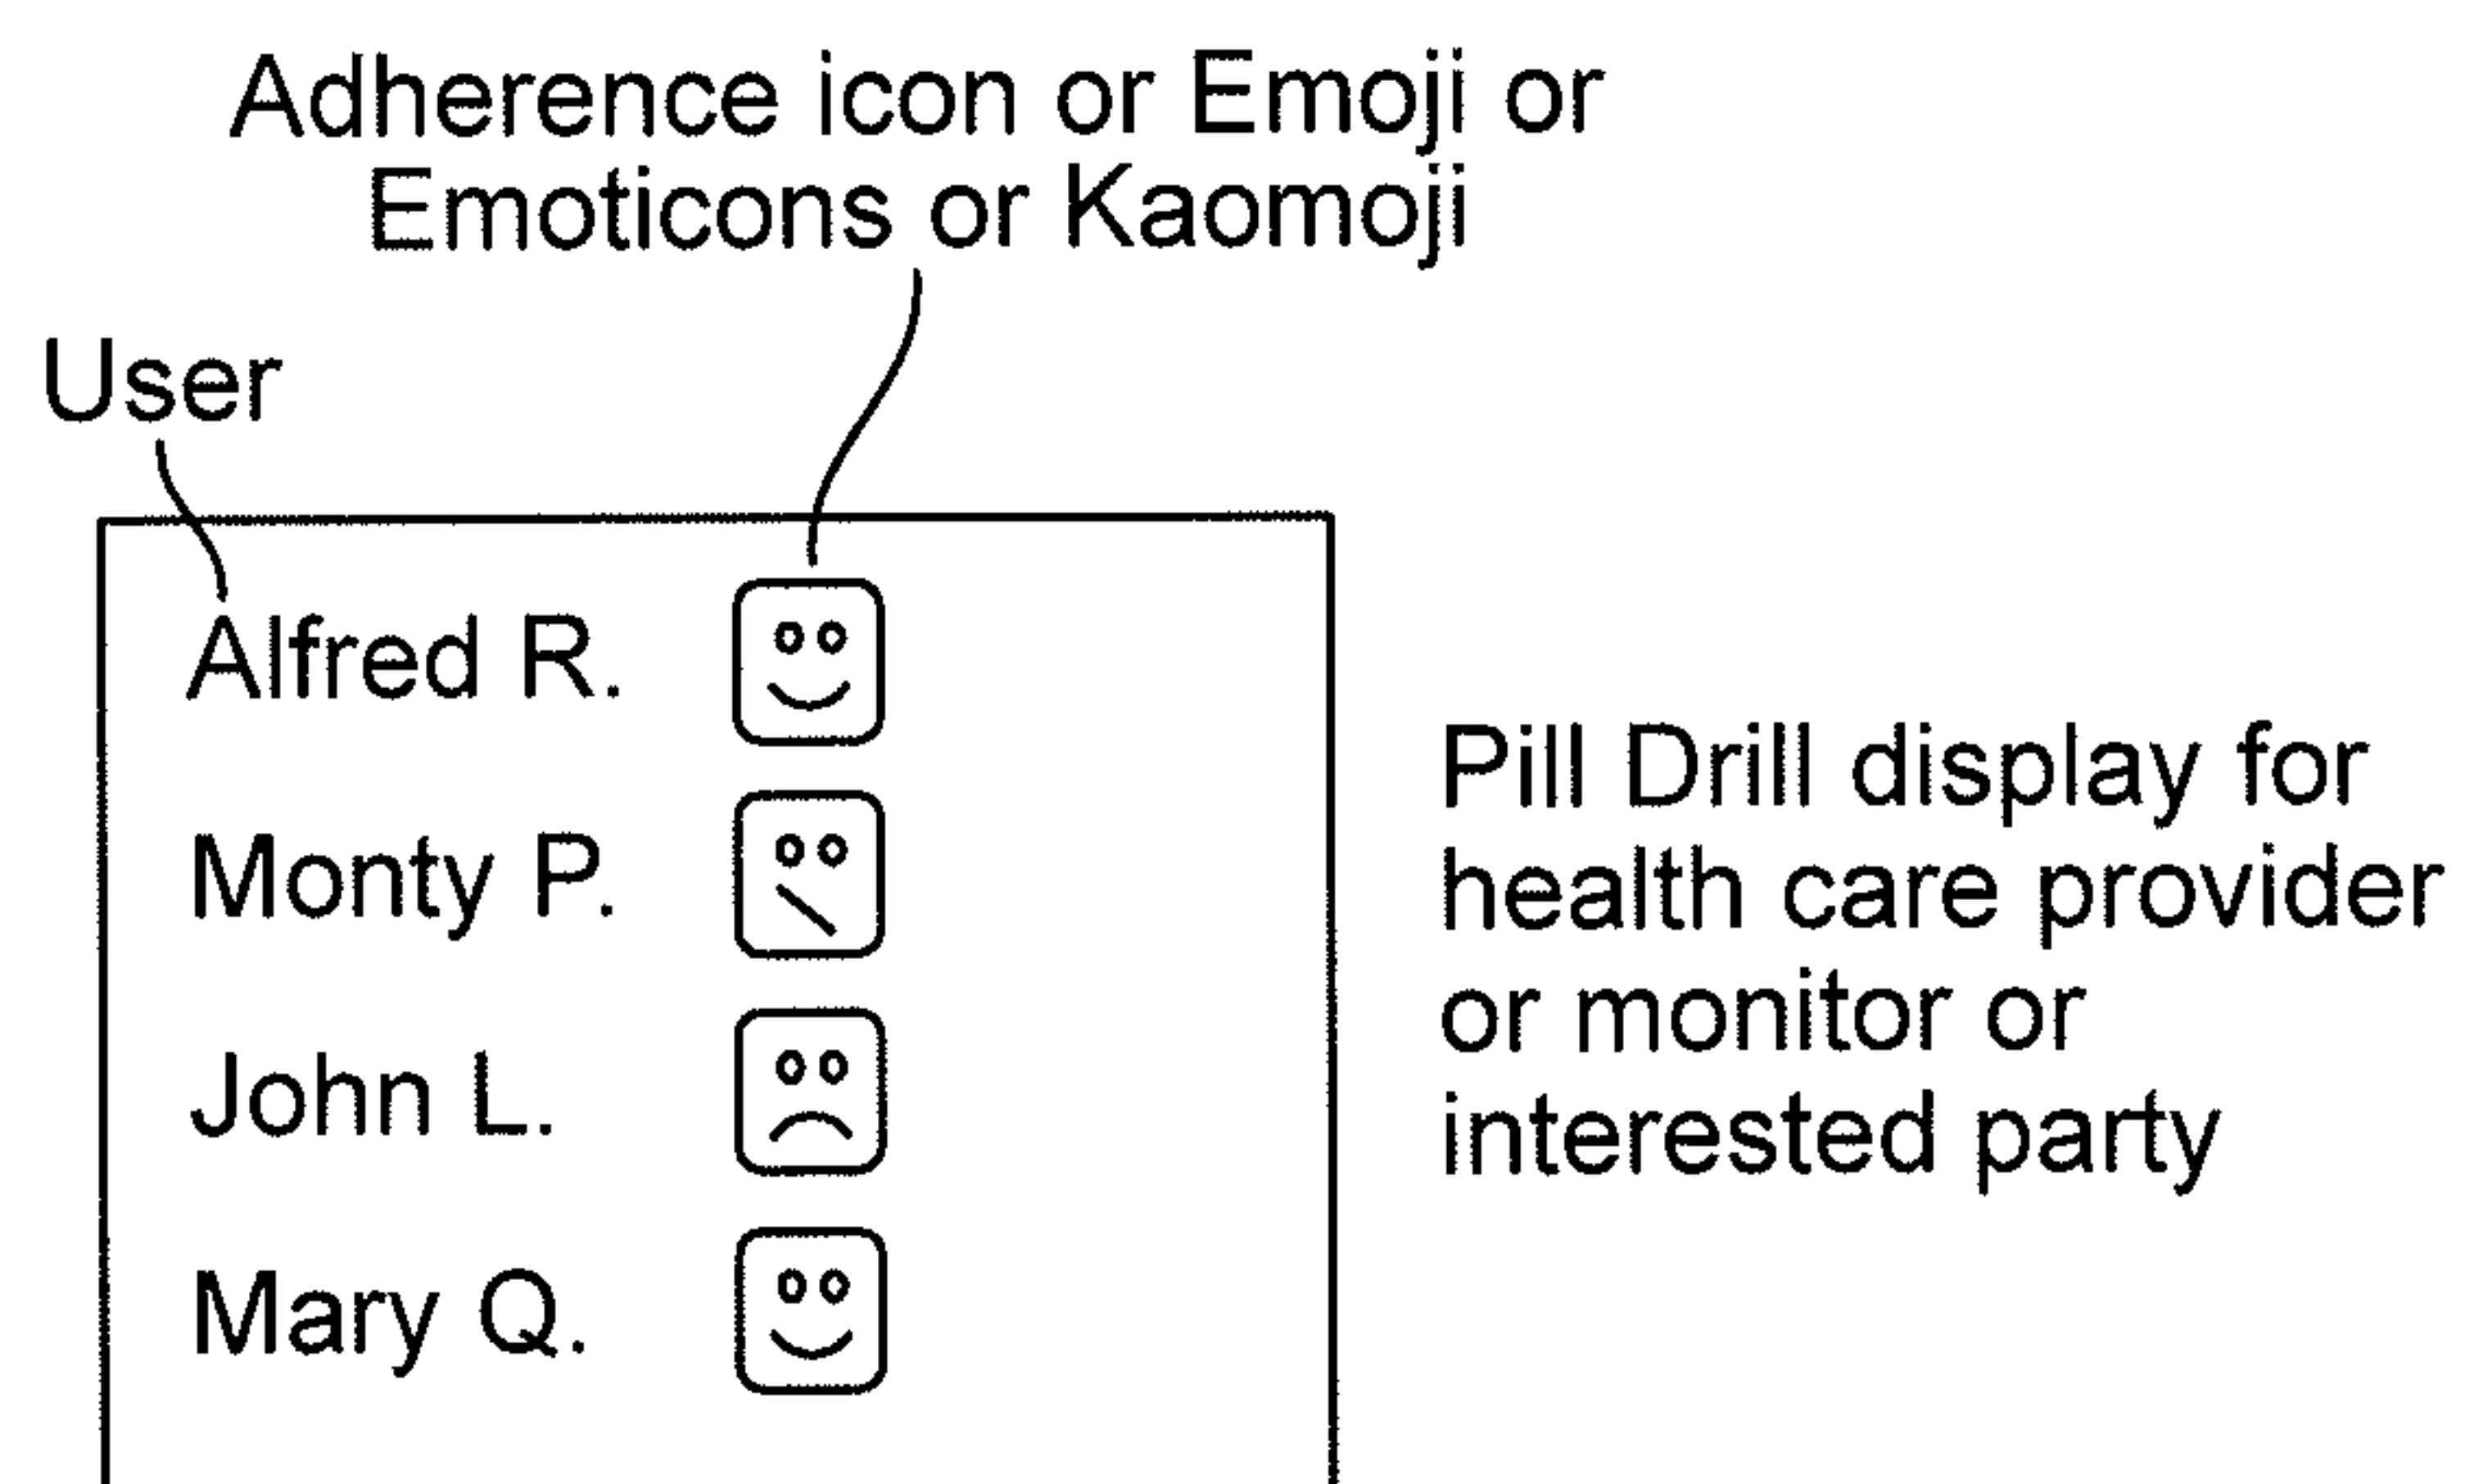 Adherence icon or Emoji or
Emoticons or Kaomoji
User
Alfred R.
Monty P.
John L.
Mary Q.
Pill Drill display for
health care provider
or monitor or
interested party